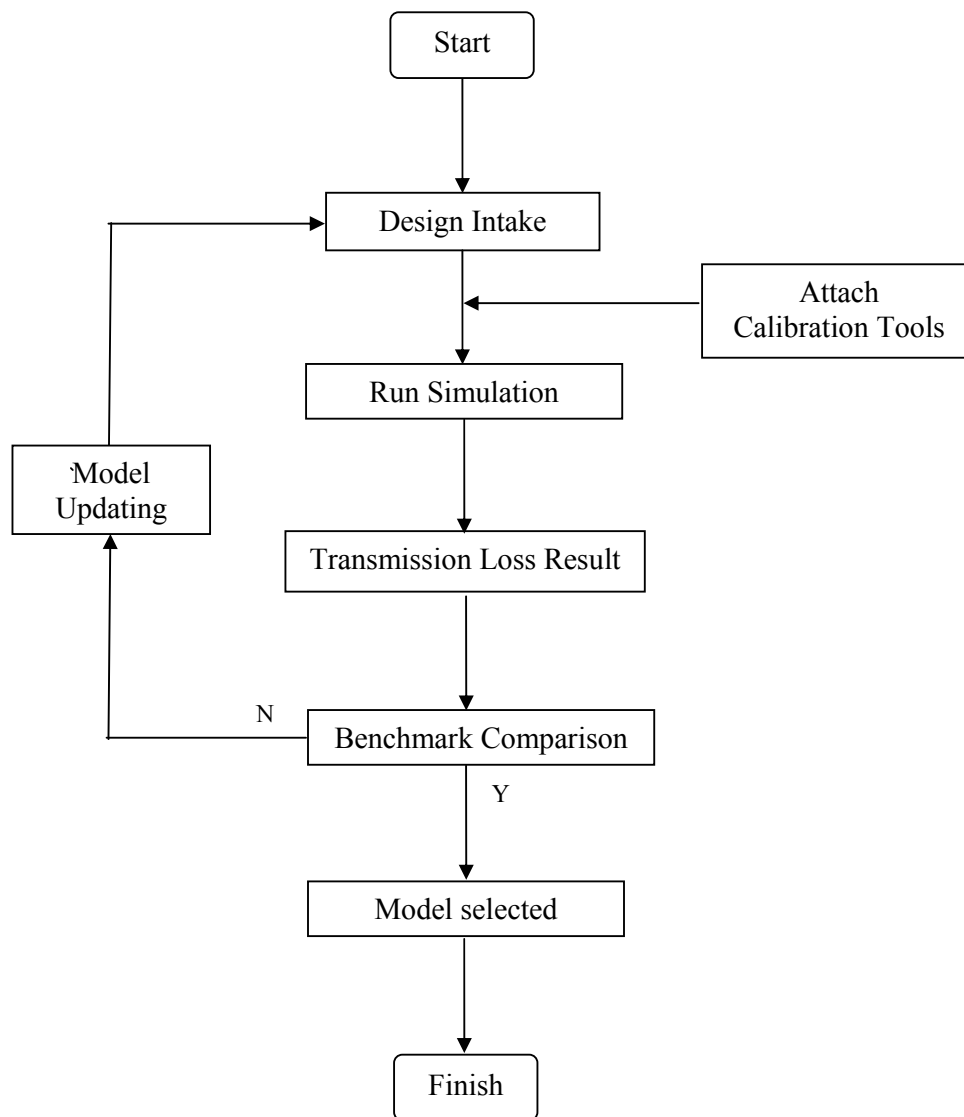 Start
Design Intake
Attach
Calibration Tools
Run Simulation
`Model
Updating
Transmission Loss Result
N
Benchmark Comparison
Y
Model selected
Finish